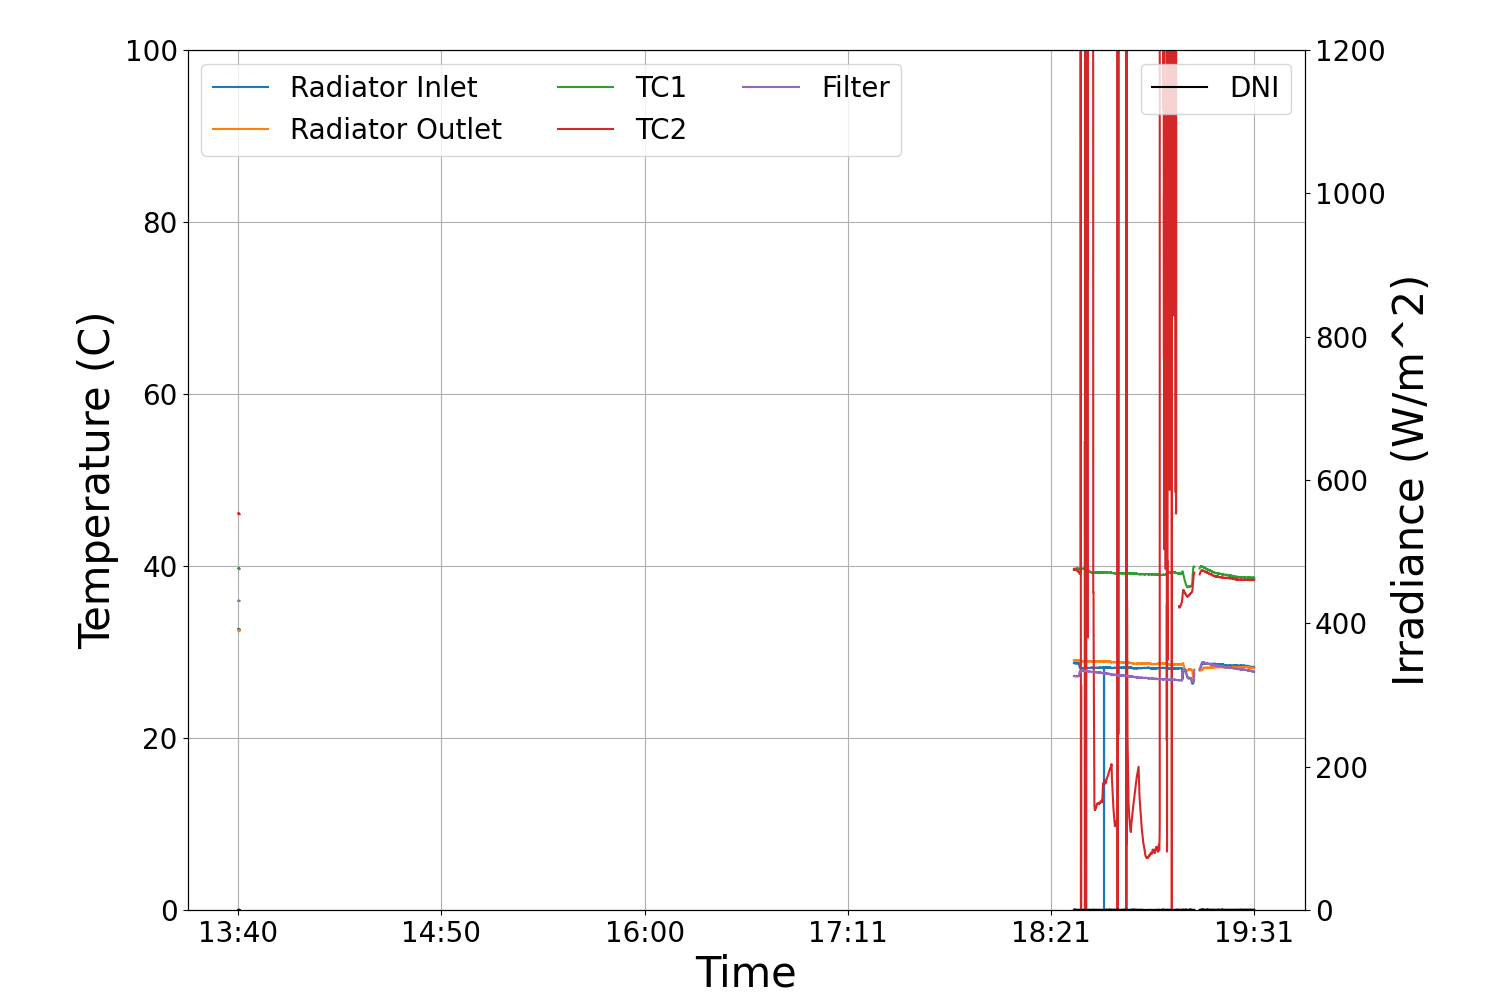 100
80
60
40
20
0
Temperature (C)
Radiator Inlet
Radiator Outlet
TC1
TC2
Filter
DNI
1200
1000
800
600
400
200
0
Irradiance (W/m^2)
13:40
14:50
16:00
17:11
18:21
19:31
Time